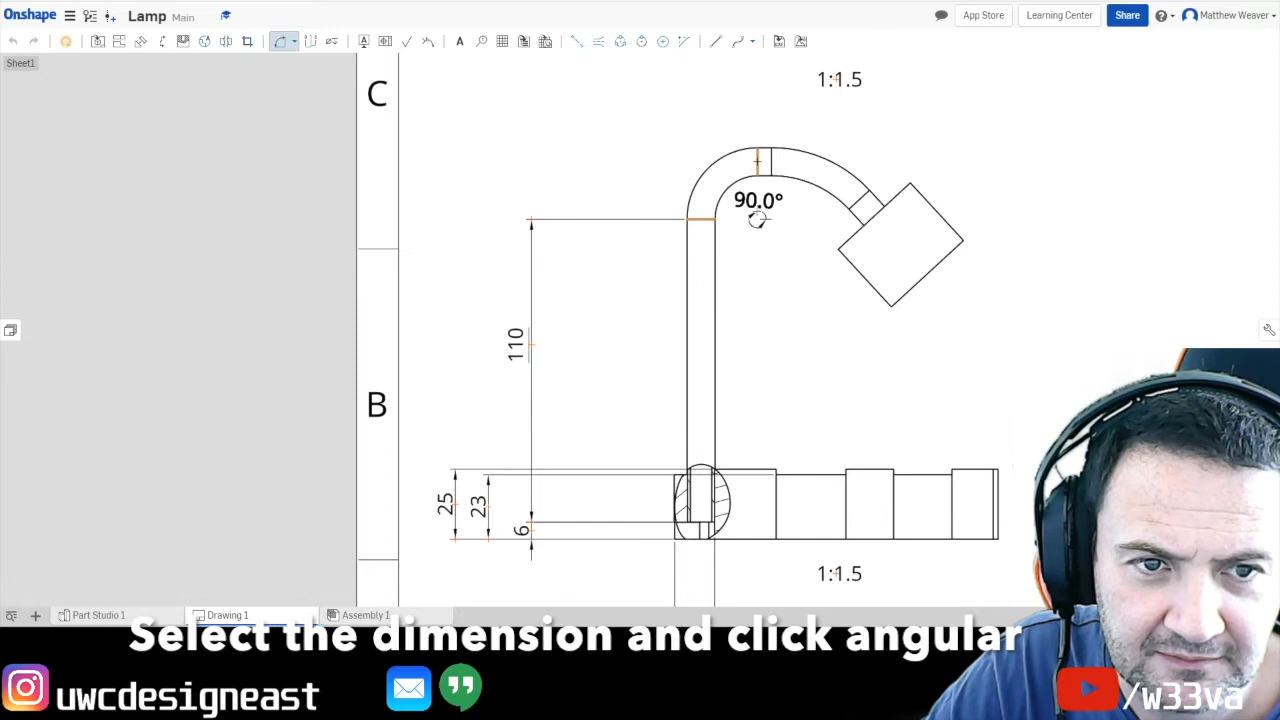 Onshape
Lamp Main
App Store
Learning Center
Share
Matthew Weaver
A
Sheet1
C
1:1.5
90.0°
110
B
25
23
6
1:1.5
Part Studio 1
Drawing 1
Assembly 1
Select the dimension and click angular
uwcdesigneast
/w33va